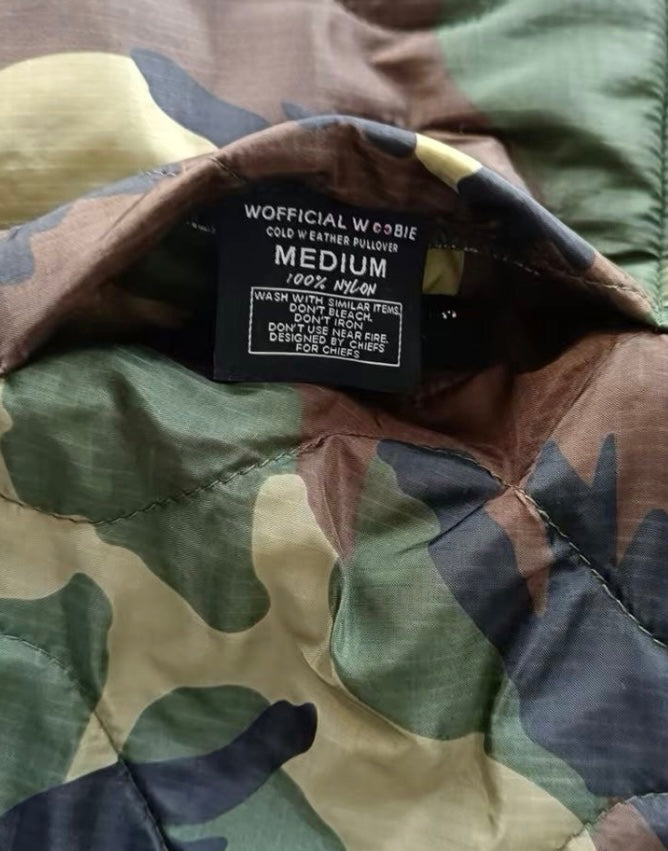 WOFFICIAL WOOBIE
COLD WEATHER PULLOVER
MEDIUM
100% NYLON
WASH WITH SIMILAR ITEMS.
DON'T BLEACH.
DON'T IRON
DON'T USE NEAR FIRE.
DESIGNED BY CHIEFS
FOR CHIEFS